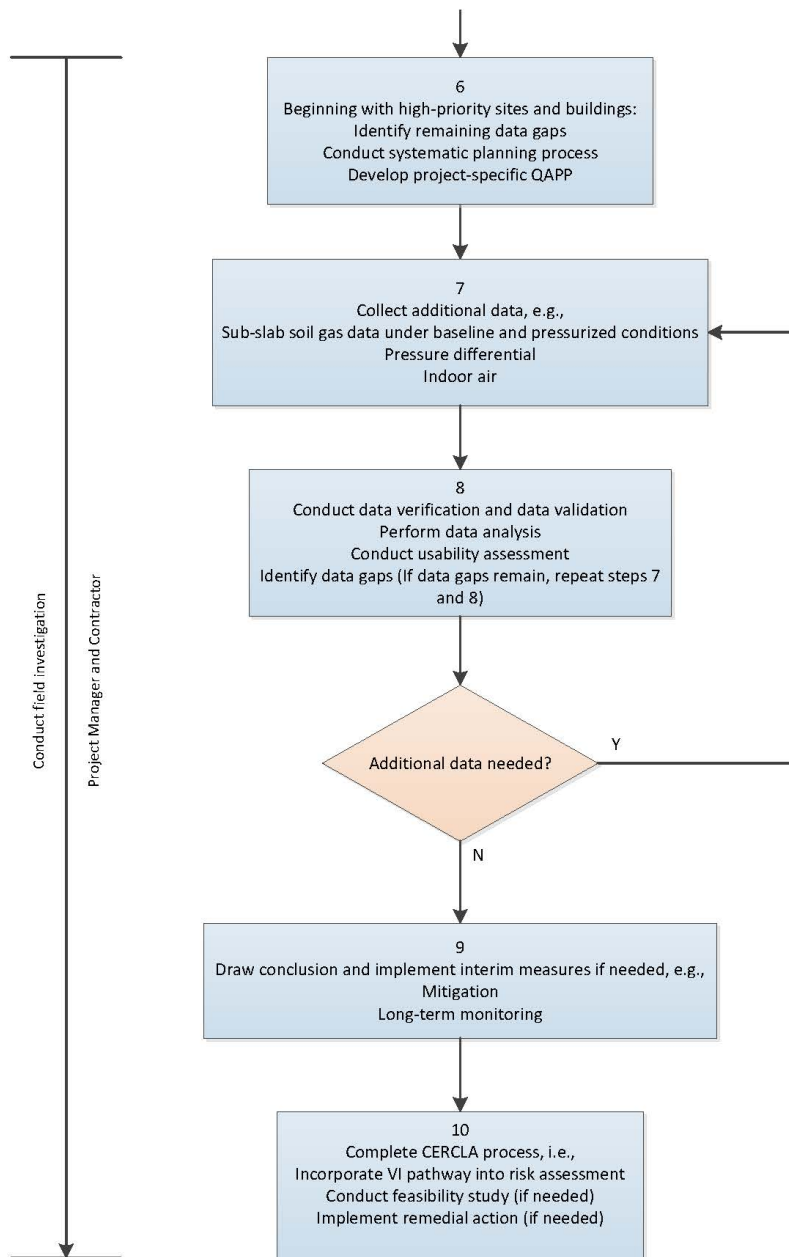 6
Beginning with high-priority sites and buildings:
Identify remaining data gaps
Conduct systematic planning process
Develop project-specific QAPP
7
Collect additional data, e.g.,
Sub-slab soil gas data under baseline and pressurized conditions
Pressure differential
Indoor air
8
Conduct data verification and data validation
Perform data analysis
Conduct usability assessment
Identify data gaps (If data gaps remain, repeat steps 7
and 8)
Conduct field investigation
Project Manager and Contractor
Additional data needed?
Y
N
9
Draw conclusion and implement interim measures if needed, e.g.,
Mitigation
Long-term monitoring
10
Complete CERCLA process, i.e.,
Incorporate VI pathway into risk assessment
Conduct feasibility study (if needed)
Implement remedial action (if needed)